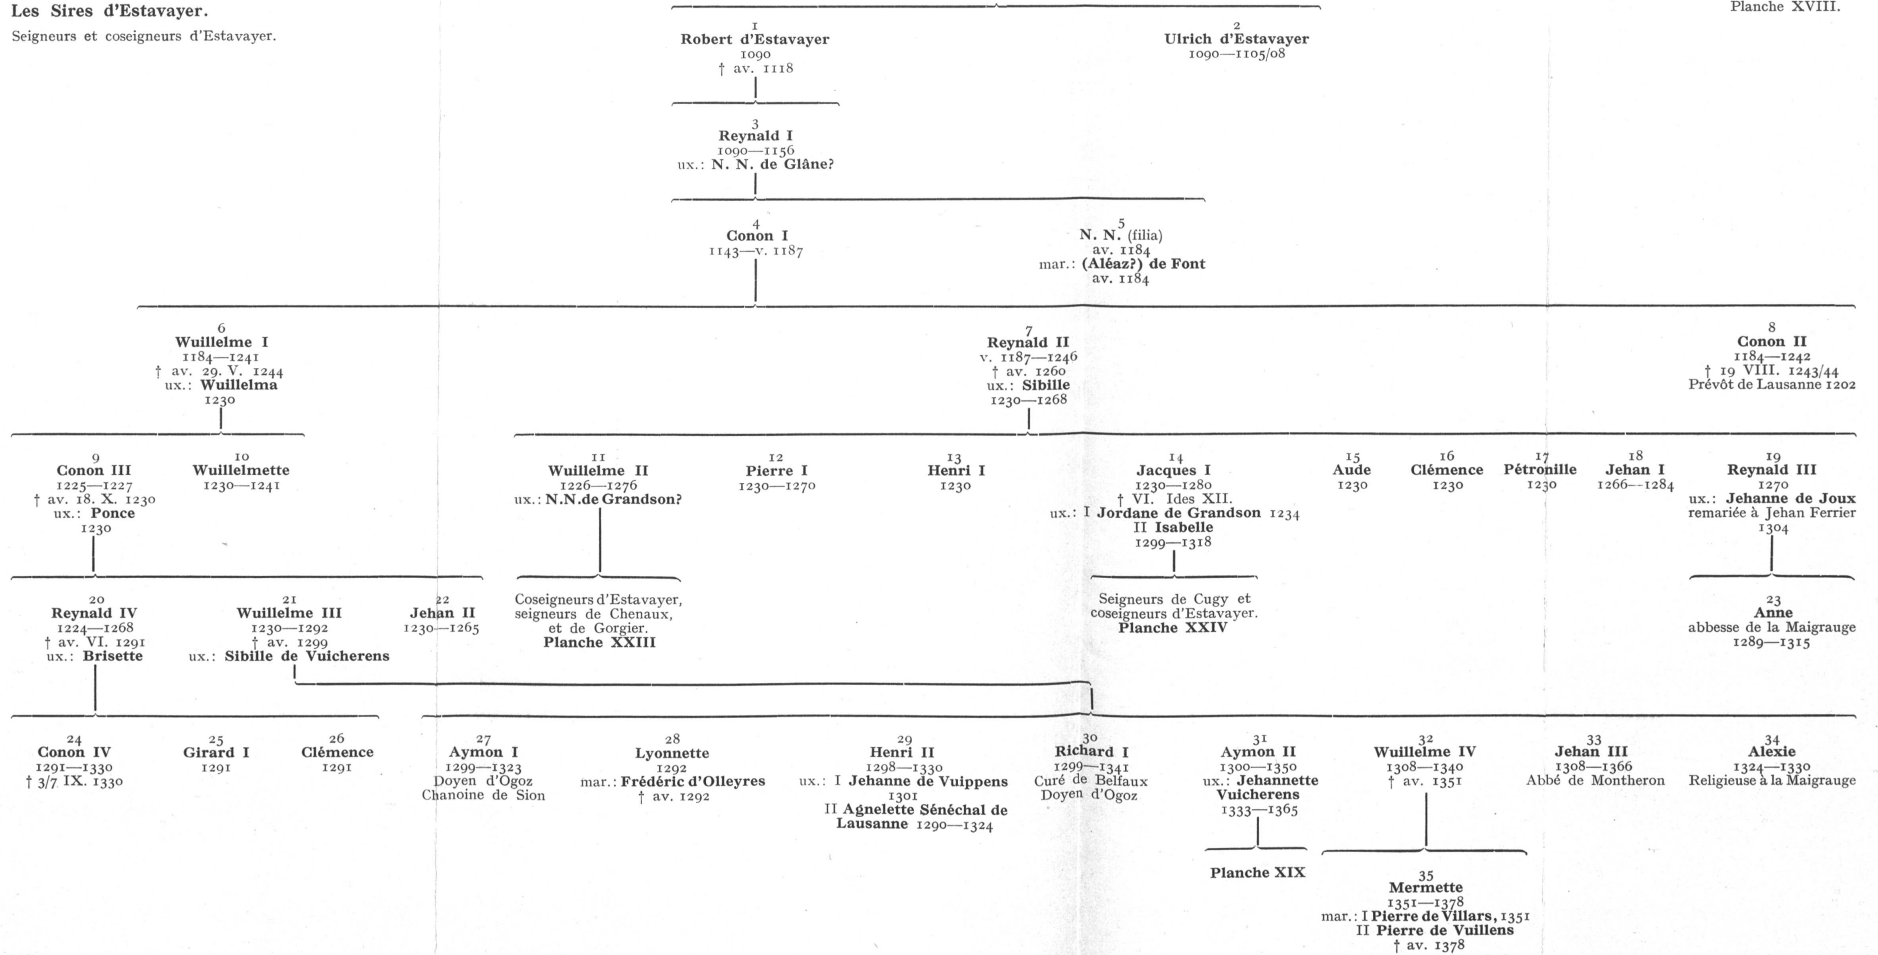 Les Sires d'Estavayer.
Planche XVIII.
Seigneurs et coseigneurs d'Estavayer.
1
Robert d'Estavayer
1090
† av. 1118
2
Ulrich d'Estavayer
1090—1105/08
3
Reynald I
1090—1156
ux.: N. N. de Glâne?
4
Conon I
1143—v. 1187
5
N. N. (filia)
av. 1184
mar.: (Aléaz?) de Font
av. 1184
6
Wuillelme I
1184—1241
† av. 29. V. 1244
ux.: Wuillelma
1230
7
Reynald II
v. 1187—1246
† av. 1260
ux.: Sibille
1230—1268
8
Conon II
1184—1242
† 19 VIII. 1243/44
Prévôt de Lausanne 1202
9
Conon III
1225—1227
† av. 18. X. 1230
ux.: Ponce
1230
10
Wuillelmette
1230—1241
11
Wuillelme II
1226—1276
ux.: N.N. de Grandson?
12
Pierre I
1230—1270
13
Henri I
1230
14
Jacques I
1230—1280
† VI. Ides XII.
ux.: I Jordane de Grandson 1234
II Isabelle
1299—1318
15
Aude
1230
16
Clémence
1230
17
Pétronille
1230
18
Jehan I
1266—1284
19
Reynald III
1270
ux.: Jehanne de Joux
remariée à Jehan Ferrier
1304
20
Reynald IV
1224—1268
† av. VI. 1291
ux.: Brisette
21
Wuillelme III
1230—1292
† av. 1299
ux.: Sibille de Vuicherens
22
Jehan II
1230—1265
Coseigneurs d'Estavayer,
seigneurs de Chenaux,
et de Gorgier.
Planche XXIII
Seigneurs de Cugy et
coseigneurs d'Estavayer.
Planche XXIV
23
Anne
abbesse de la Maigrauge
1289—1315
24
Conon IV
1291—1330
† 3/7 IX. 1330
25
Girard I
1291
26
Clémence
1291
27
Aymon I
1299—1323
Doyen d'Ogoz
Chanoine de Sion
28
Lyonnette
1292
mar.: Frédéric d'Olleyres
† av. 1292
29
Henri II
1298—1330
ux.: I Jehanne de Vuippens
1301
II Agnelette Sénéchal de
Lausanne 1290—1324
30
Richard I
1299—1341
Curé de Belfaux
Doyen d'Ogoz
31
Aymon II
1300—1350
ux.: Jehannette
Vuicherens
1333—1365
32
Wuillelme IV
1308—1340
† av. 1351
33
Jehan III
1308—1366
Abbé de Montheron
34
Alexie
1324—1330
Religieuse à la Maigrauge
Planche XIX
35
Mermette
1351—1378
mar.: I Pierre de Villars, 1351
II Pierre de Vuillens
† av. 1378